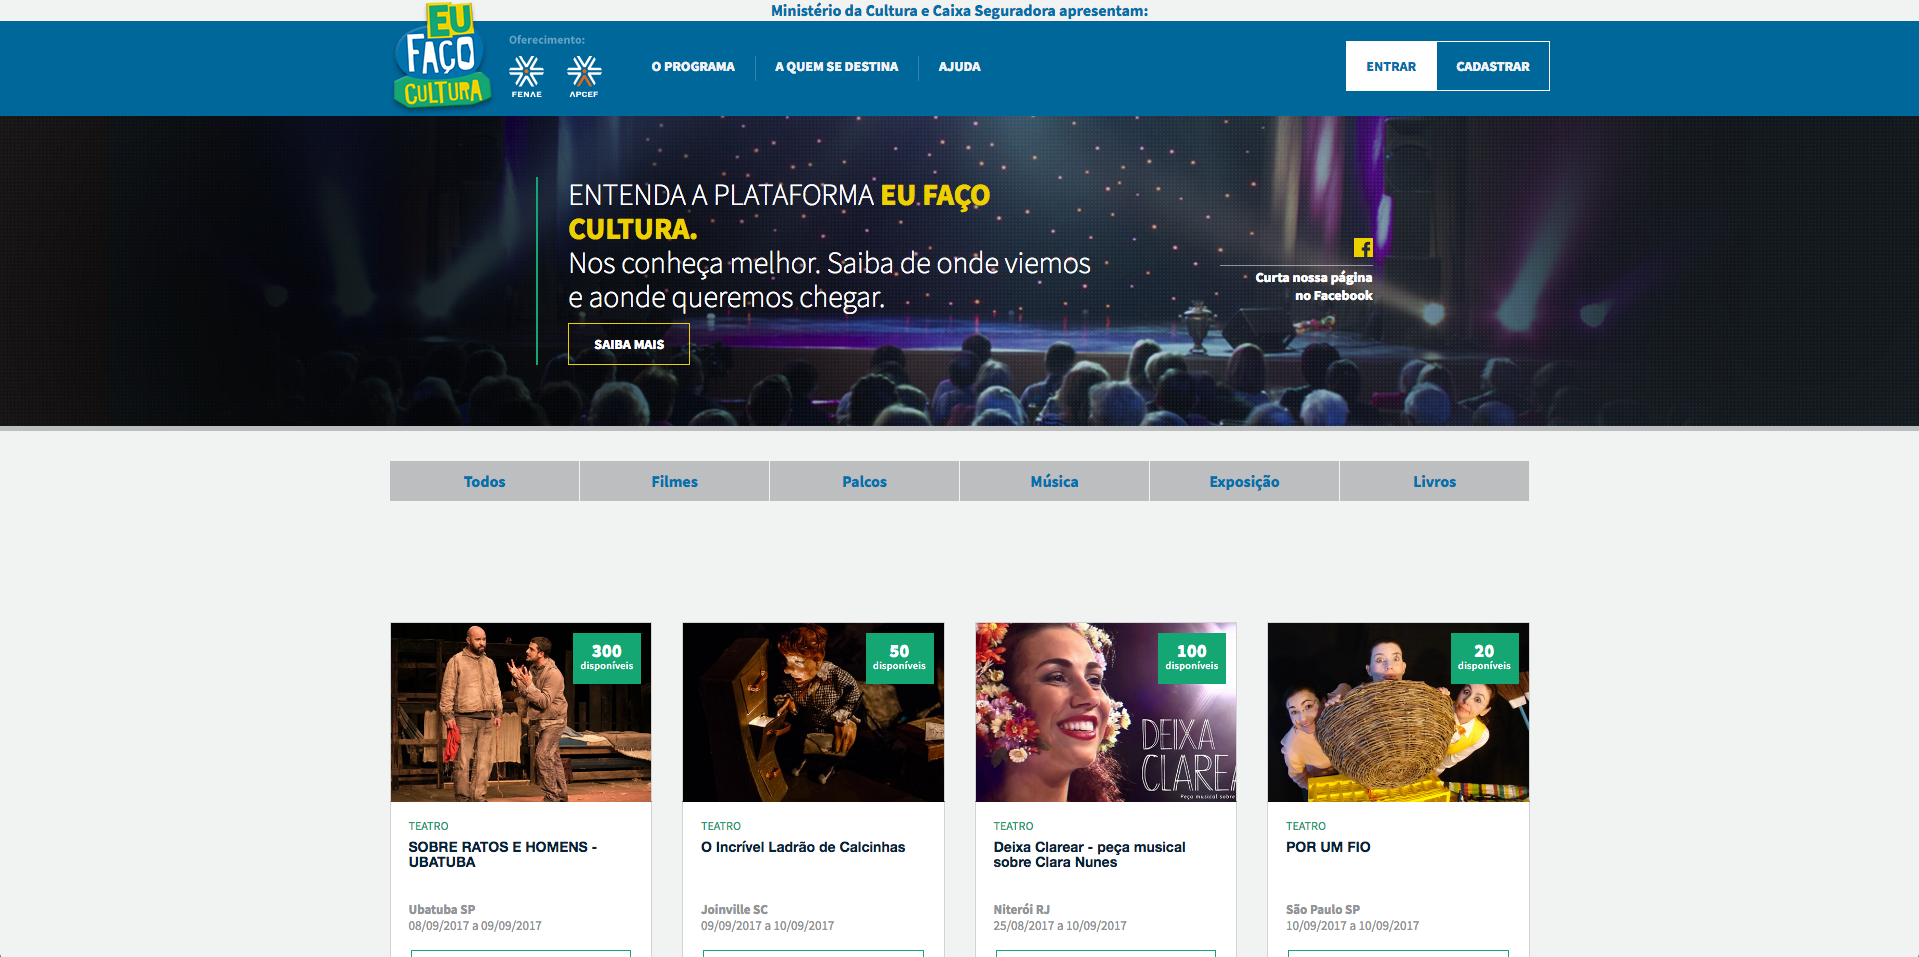 Ministério da Cultura e Caixa Seguradora apresentam:
EU
FAÇO
CULTURA
Oferecimento:
FENAE
APCEF
O PROGRAMA
A QUEM SE DESTINA
AJUDA
ENTRAR
CADASTRAR
ENTENDA A PLATAFORMA EU FAÇO
CULTURA.
Nos conheça melhor. Saiba de onde viemos
e aonde queremos chegar.
SAIBA MAIS
Curta nossa página
no Facebook
Todos
Filmes
Palcos
Música
Exposição
Livros
300
disponíveis
TEATRO
SOBRE RATOS E HOMENS -
UBATUBA
Ubatuba SP
08/09/2017 a 09/09/2017
50
disponíveis
TEATRO
O Incrível Ladrão de Calcinhas
Joinville SC
09/09/2017 a 10/09/2017
100
disponíveis
DEIXA
CLAREA
Peça musical sobre
TEATRO
Deixa Clarear - peça musical
sobre Clara Nunes
Niterói RJ
25/08/2017 a 10/09/2017
20
disponíveis
TEATRO
POR UM FIO
São Paulo SP
10/09/2017 a 10/09/2017